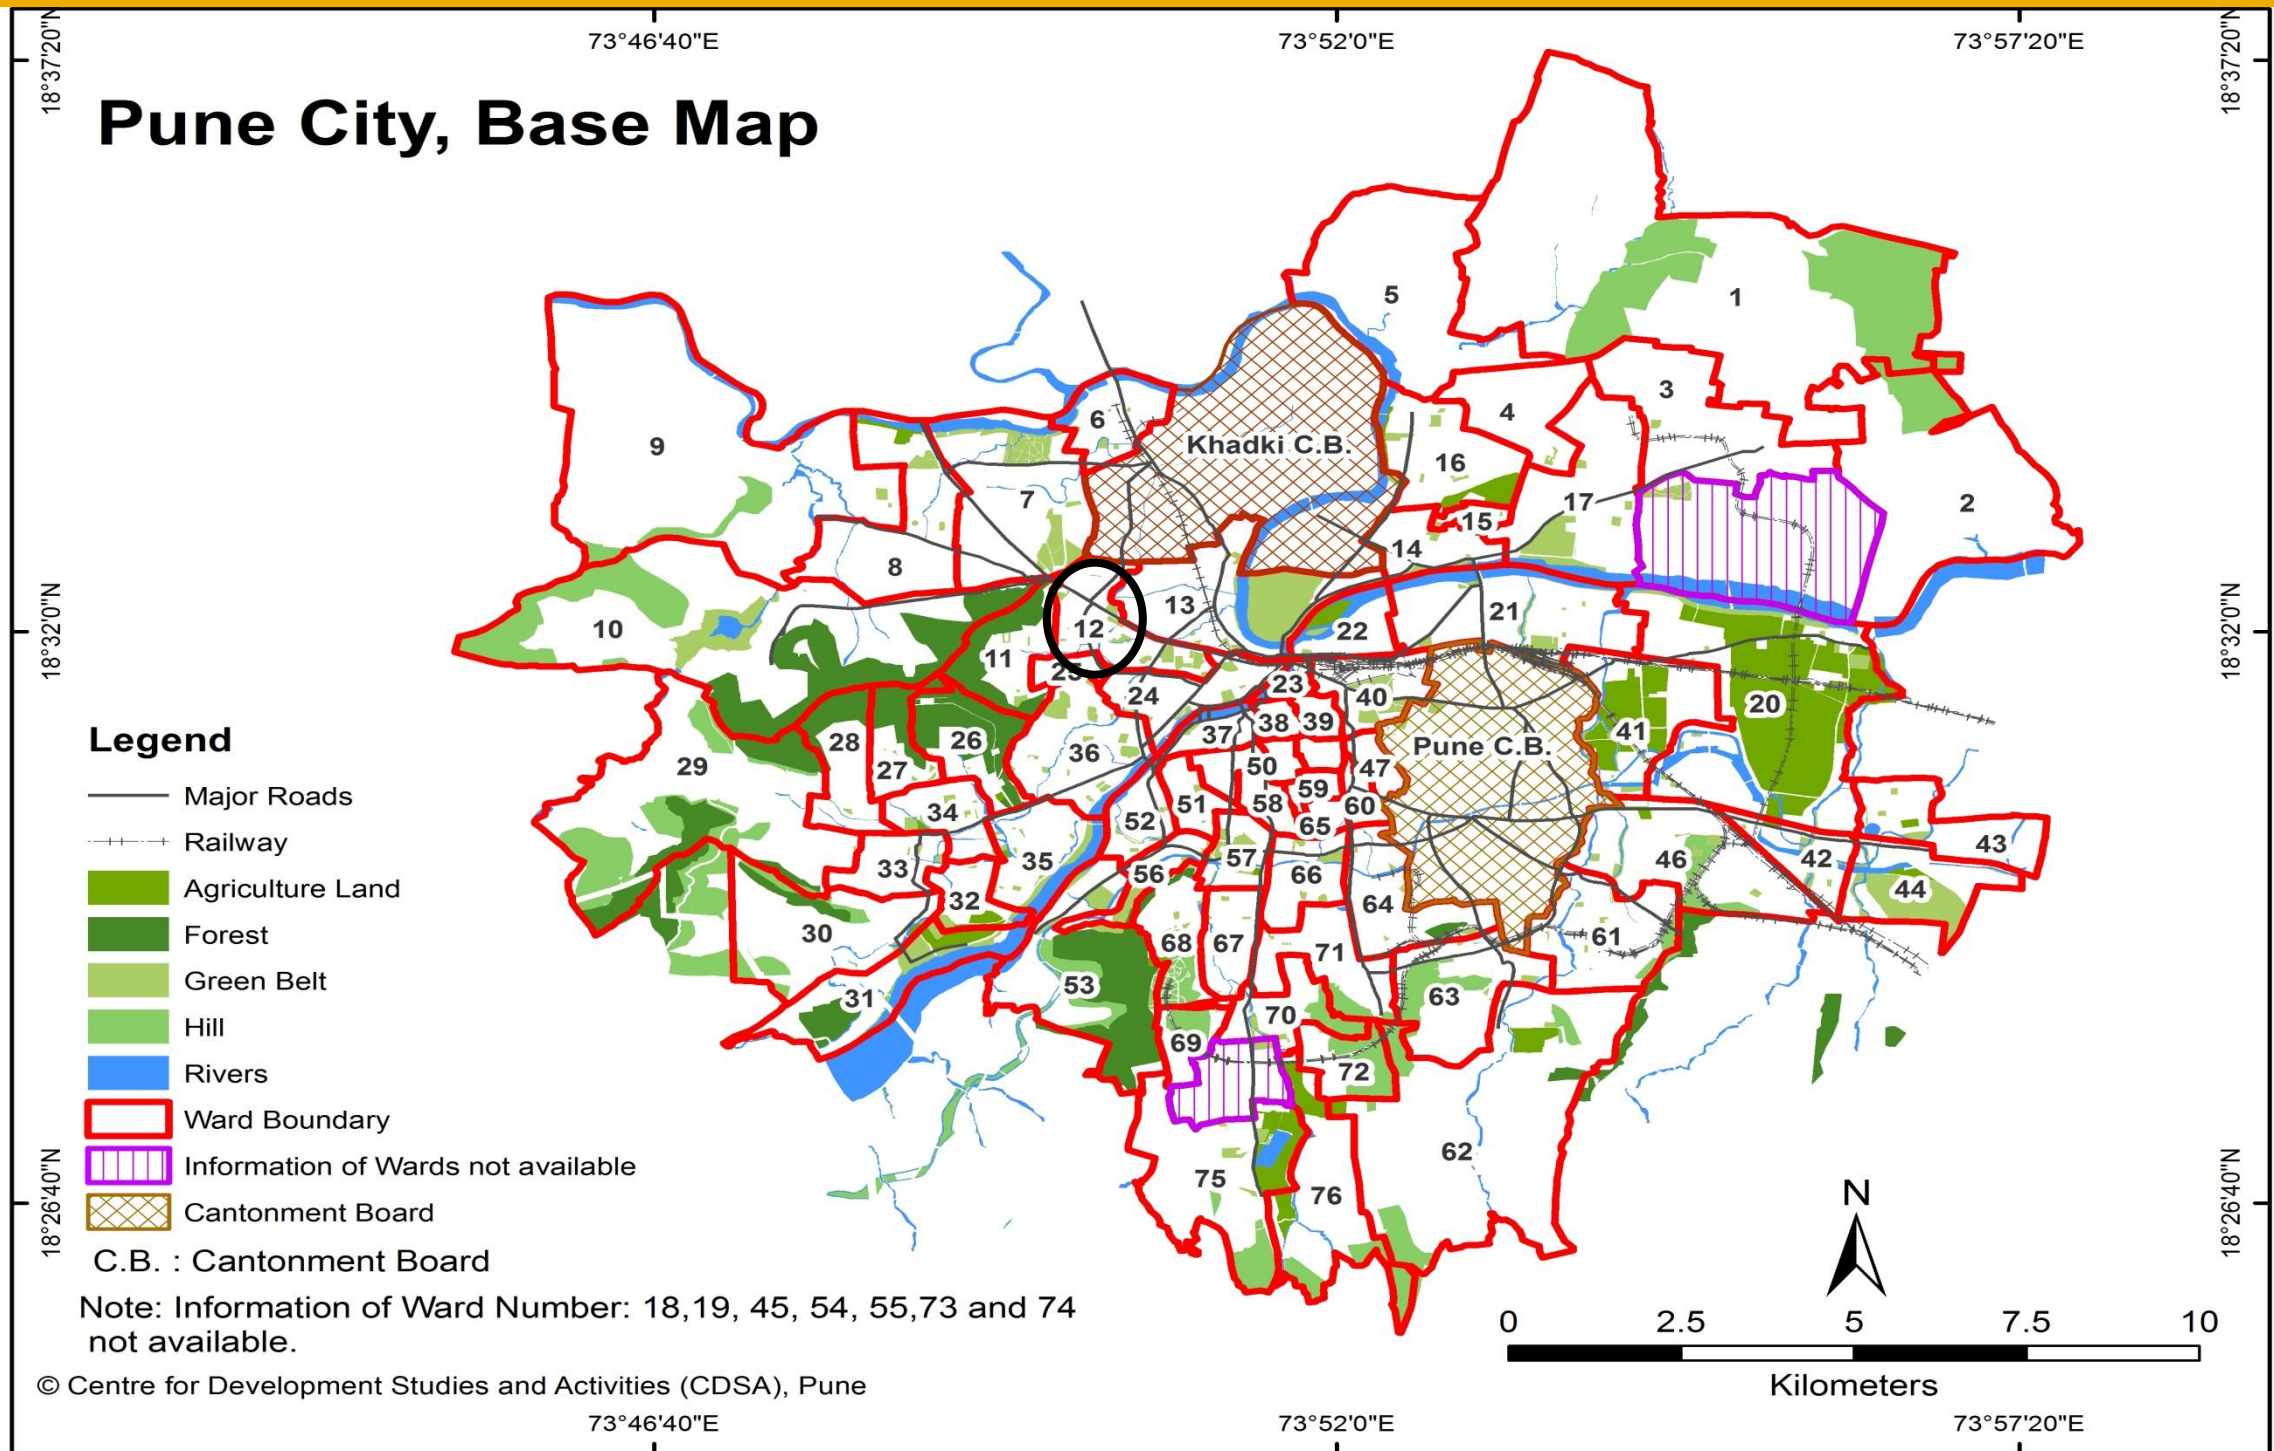 73°46'40"E
73°52'0"E
73°57'20"E
18°37'20"N
18°37'20"N
Pune City, Base Map
1
5
3
4
6
9
Khadki C.B.
16
7
17
2
15
14
8
13
21
10
12
22
11
25
24
23
40
20
38
39
37
41
28
26
36
Pune C.B.
29
27
50
47
59
51
58
60
34
52
65
43
57
35
46
42
33
56
66
44
32
64
30
61
68
67
71
53
31
63
70
69
72
62
75
76
18°32'0"N
18°32'0"N
Legend
Major Roads
Railway
Agriculture Land
Forest
Green Belt
Hill
Rivers
Ward Boundary
Information of Wards not available
Cantonment Board
C.B. : Cantonment Board
Note: Information of Ward Number: 18,19, 45, 54, 55,73 and 74
not available.
© Centre for Development Studies and Activities (CDSA), Pune
18°26'40"N
18°26'40"N
N
0 2.5 5 7.5 10
Kilometers
73°46'40"E
73°52'0"E
73°57'20"E